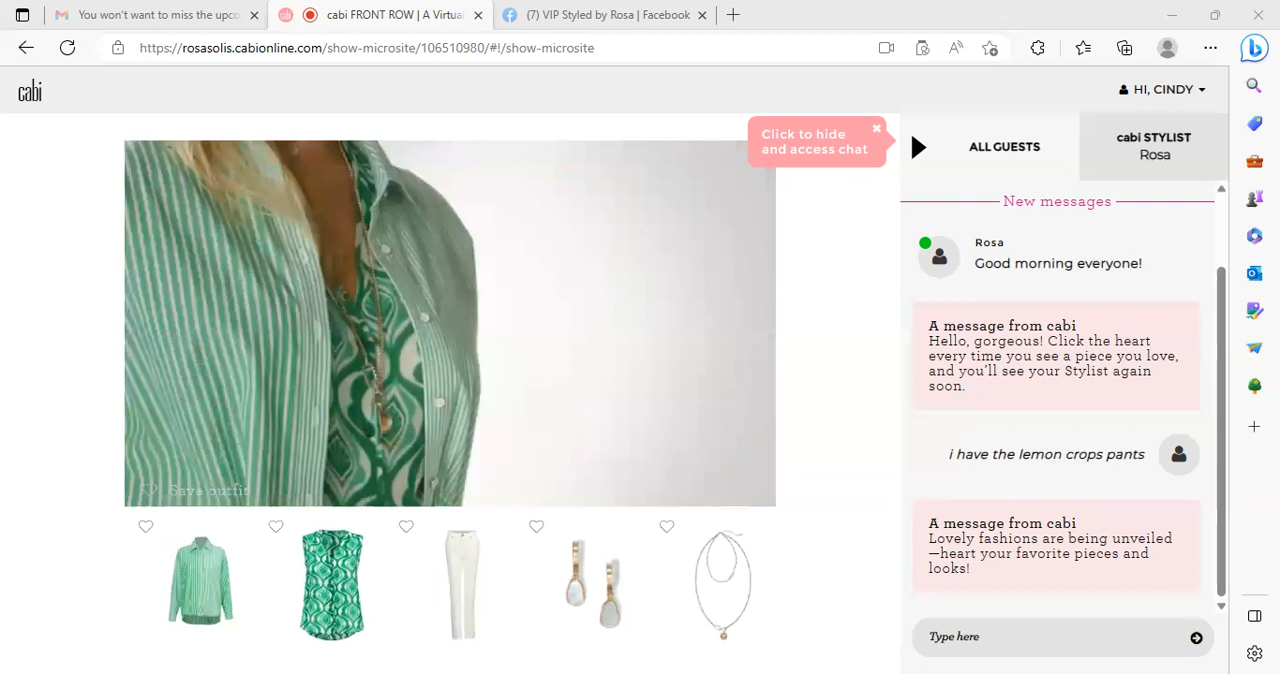 You won't want to miss the upco
cabi FRONT ROW | A Virtua
(7) VIP Styled by Rosa | Facebook
https://rosasolis.cabionline.com/show-microsite/106510980/#!/show-microsite
cabi
HI, CINDY
Click to hide
and access chat
ALL GUESTS
cabi STYLIST
Rosa
New messages
Rosa
Good morning everyone!
A message from cabi
Hello, gorgeous! Click the heart
every time you see a piece you love,
and you'll see your Stylist again
soon.
i have the lemon crops pants
A message from cabi
Lovely fashions are being unveiled
—heart your favorite pieces and
looks!
Save outfit
Type here